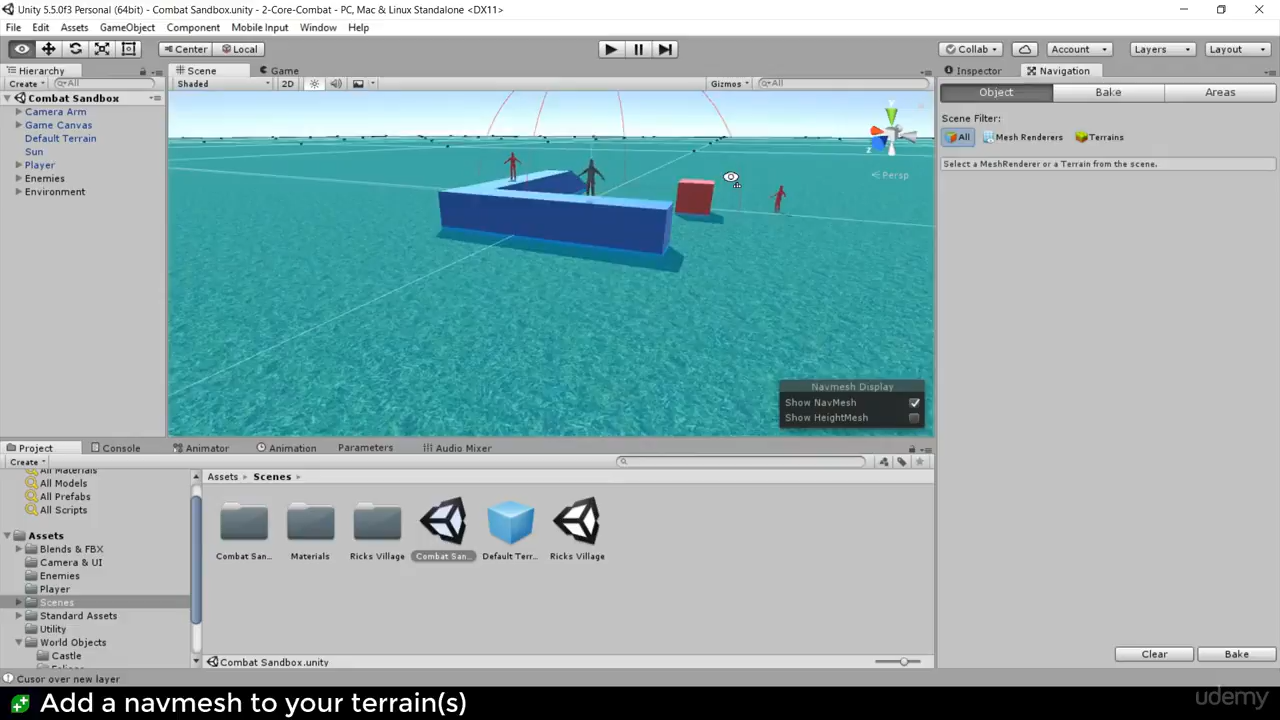 Unity 5.5.0f3 Personal (64bit) - Combat Sandbox.unity - 2-Core-Combat - PC, Mac & Linux Standalone <DX11>
File Edit Assets GameObject Component Mobile Input Window Help
Center Local Collab Account Layers Layout
Hierarchy Scene Game Inspector Navigation
Create All Shaded 2D Gizmos All Object Bake Areas
Combat Sandbox
Camera Arm
Game Canvas
Default Terrain
Sun
Player
Enemies
Environment
y
z
Persp
Scene Filter:
All Mesh Renderers Terrains
Select a MeshRenderer or a Terrain from the scene.
Navmesh Display
Show NavMesh
Show HeightMesh
Project Console Animator Animation Parameters Audio Mixer
Create
All Materials
All Models
All Prefabs
All Scripts
Assets
Blends & FBX
Camera & UI
Enemies
Player
Scenes
Standard Assets
Utility
World Objects
Castle
Foliage
Assets Scenes
Combat San... Materials Ricks Village Combat San... Default Terr... Ricks Village
Combat Sandbox.unity
Clear Bake
Cusor over new layer
Add a navmesh to your terrain(s)
udemy